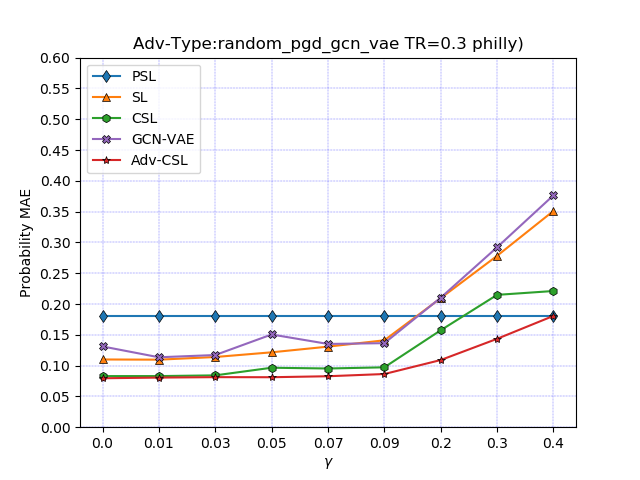 Adv-Type:random_pgd_gcn_vae TR=0.3 philly)
PSL
SL
CSL
GCN-VAE
Adv-CSL
Probability MAE
0.60
0.55
0.50
0.45
0.40
0.35
0.30
0.25
0.20
0.15
0.10
0.05
0.00
0.0 0.01 0.03 0.05 0.07 0.09 0.2 0.3 0.4
γ